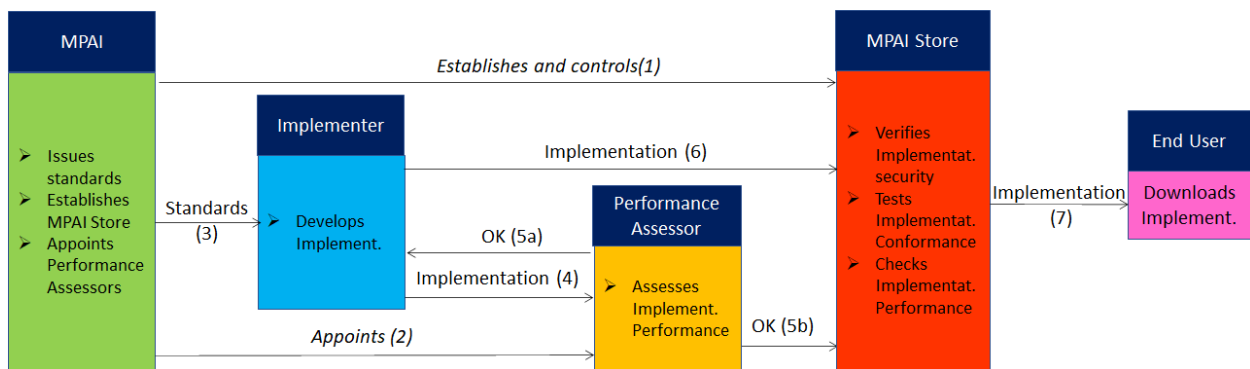 MPAI
➢ Issues
standards
➢ Establishes
MPAI Store
➢ Appoints
Performance
Assessors
Establishes and controls(1)
Standards
(3)
Implementer
➢ Develops
Implement.
Implementation (6)
OK (5a)
Implementation (4)
Appoints (2)
Performance
Assessor
➢ Assesses
Implement.
Performance
OK (5b)
MPAI Store
➢ Verifies
Implementat.
security
➢ Tests
Implementat.
Conformance
➢ Checks
Implementat.
Performance
Implementation
(7)
End User
Downloads
Implement.